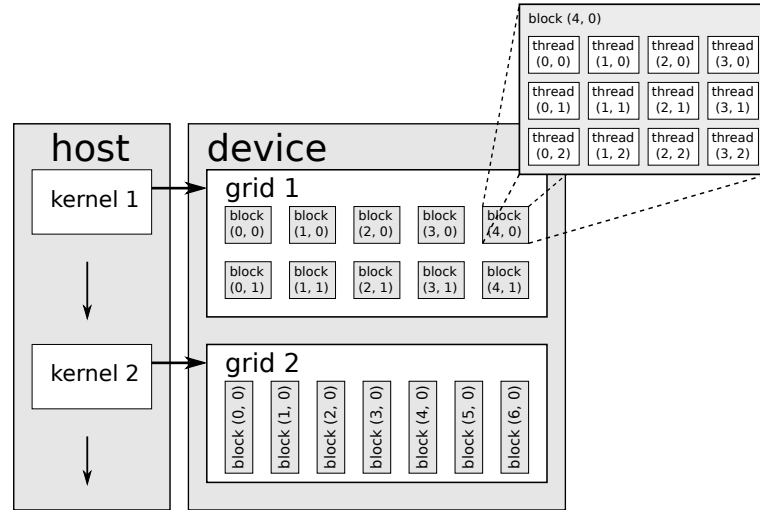 block (4, 0)
thread thread thread thread
(0, 0) (1, 0) (2, 0) (3, 0)
thread thread thread thread
(0, 1) (1, 1) (2, 1) (3, 1)
thread thread thread thread
(0, 2) (1, 2) (2, 2) (3, 2)
host
device
kernel 1
grid 1
block block block block block
(0, 0) (1, 0) (2, 0) (3, 0) (4, 0)
block block block block block
(0, 1) (1, 1) (2, 1) (3, 1) (4, 1)
kernel 2
grid 2
block (0, 0)
block (1, 0)
block (2, 0)
block (3, 0)
block (4, 0)
block (5, 0)
block (6, 0)